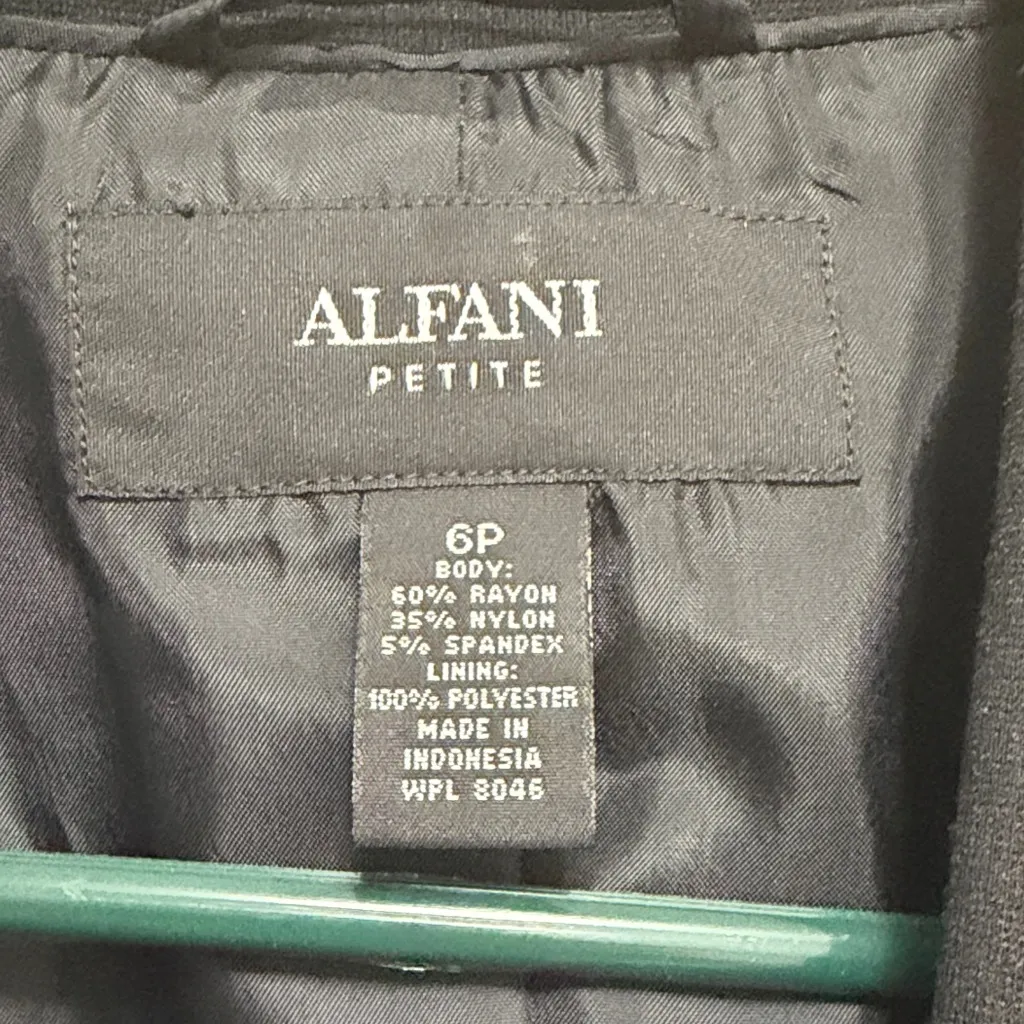 ALFANI
PETITE
6P
BODY:
60% RAYON
35% NYLON
5% SPANDEX
LINING:
100% POLYESTER
MADE IN
INDONESIA
WPL 8046